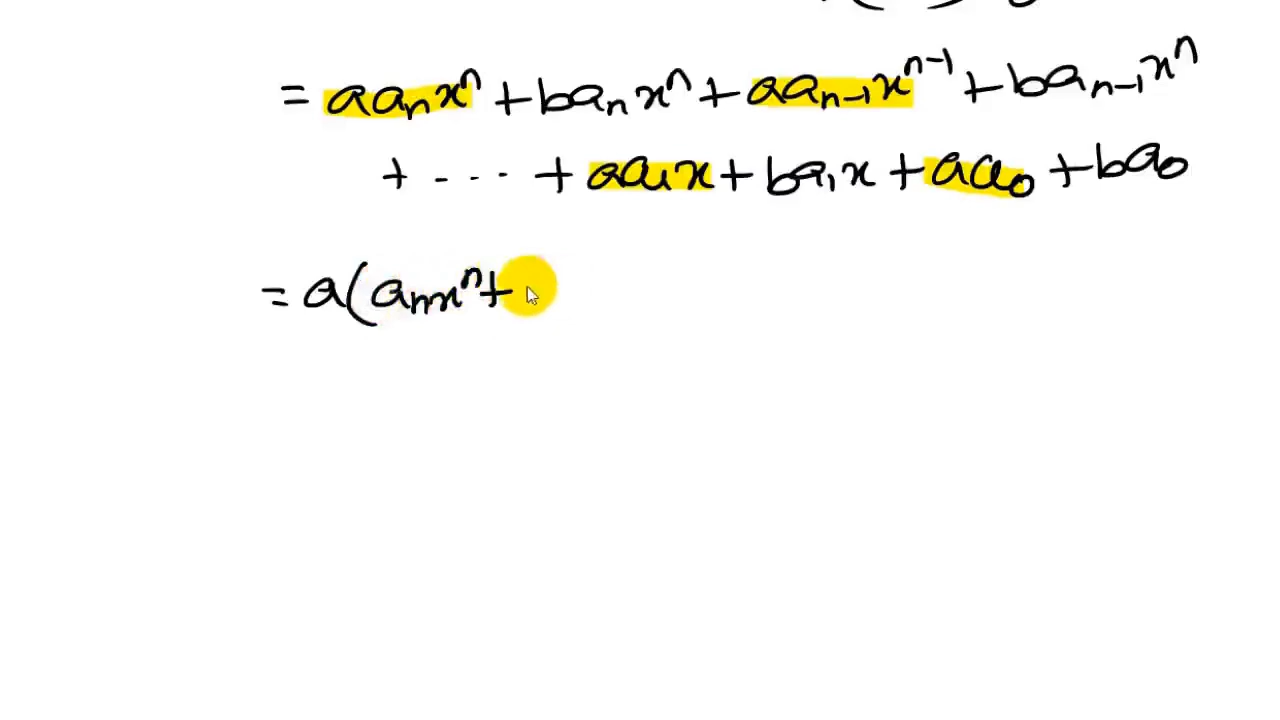 = aaₙxⁿ + baₙxⁿ + aaₙ₋₁xⁿ⁻¹ + baₙ₋₁xⁿ
+ ... + aa₁x + ba₁x + aa₀ + ba₀
= a(aₙxⁿ +